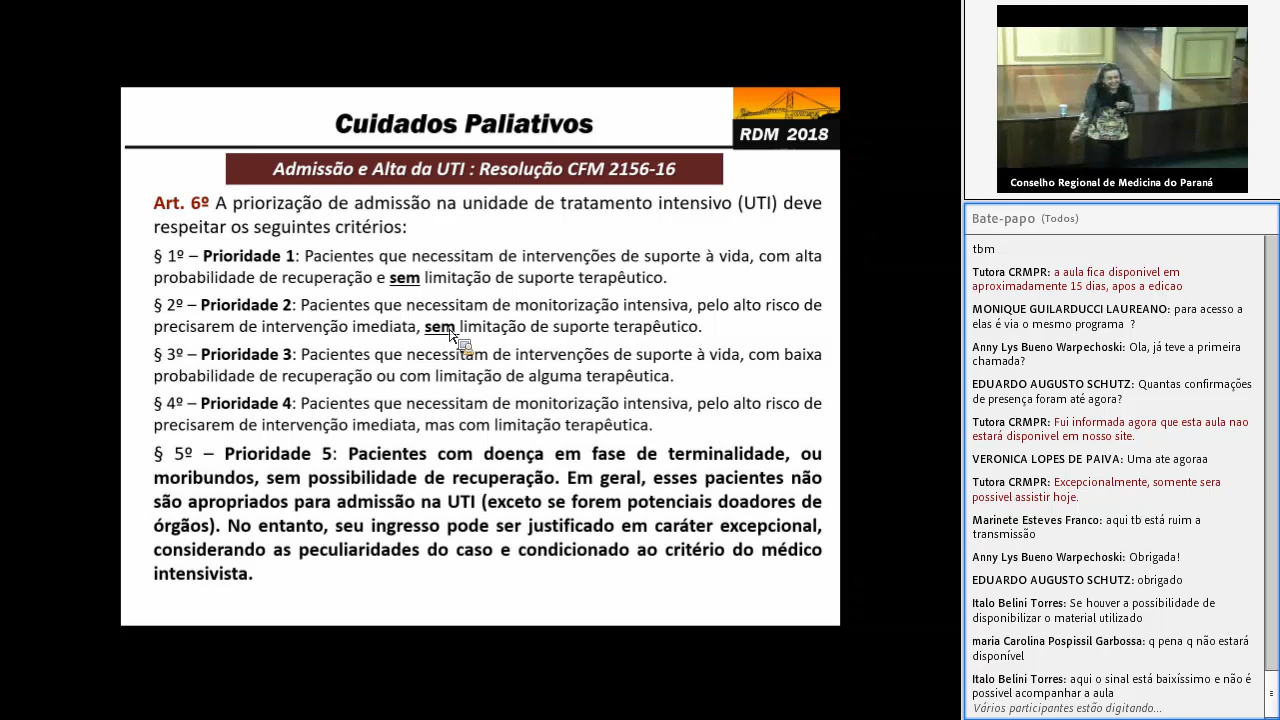 Cuidados Paliativos
RDM 2018
Admissão e Alta da UTI : Resolução CFM 2156-16
Art. 6º A priorização de admissão na unidade de tratamento intensivo (UTI) deve
respeitar os seguintes critérios:
§ 1º – Prioridade 1: Pacientes que necessitam de intervenções de suporte à vida, com alta
probabilidade de recuperação e sem limitação de suporte terapêutico.
§ 2º – Prioridade 2: Pacientes que necessitam de monitorização intensiva, pelo alto risco de
precisarem de intervenção imediata, sem limitação de suporte terapêutico.
§ 3º – Prioridade 3: Pacientes que necessitam de intervenções de suporte à vida, com baixa
probabilidade de recuperação ou com limitação de alguma terapêutica.
§ 4º – Prioridade 4: Pacientes que necessitam de monitorização intensiva, pelo alto risco de
precisarem de intervenção imediata, mas com limitação terapêutica.
§ 5º – Prioridade 5: Pacientes com doença em fase de terminalidade, ou
moribundos, sem possibilidade de recuperação. Em geral, esses pacientes não
são apropriados para admissão na UTI (exceto se forem potenciais doadores de
órgãos). No entanto, seu ingresso pode ser justificado em caráter excepcional,
considerando as peculiaridades do caso e condicionado ao critério do médico
intensivista.
Conselho Regional de Medicina do Paraná
Bate-papo (Todos)
tbm
Tutora CRMPR: a aula fica disponivel em
aproximadamente 15 dias, apos a edicao
MONIQUE GUILARDUCCI LAUREANO: para acesso a
elas é via o mesmo programa ?
Anny Lys Bueno Warpechoski: Ola, já teve a primeira
chamada?
EDUARDO AUGUSTO SCHUTZ: Quantas confirmações
de presença foram até agora?
Tutora CRMPR: Fui informada agora que esta aula nao
estará disponivel em nosso site.
VERONICA LOPES DE PAIVA: Uma ate agoraa
Tutora CRMPR: Excepcionalmente, somente sera
possivel assistir hoje.
Marinete Esteves Franco: aqui tb está ruim a
transmissão
Anny Lys Bueno Warpechoski: Obrigada!
EDUARDO AUGUSTO SCHUTZ: obrigado
Italo Belini Torres: Se houver a possibilidade de
disponibilizar o material utilizado
maria Carolina Pospissil Garbossa: q pena q não estará
disponível
Italo Belini Torres: aqui o sinal está baixíssimo e não é
possivel acompanhar a aula
Vários participantes estão digitando...